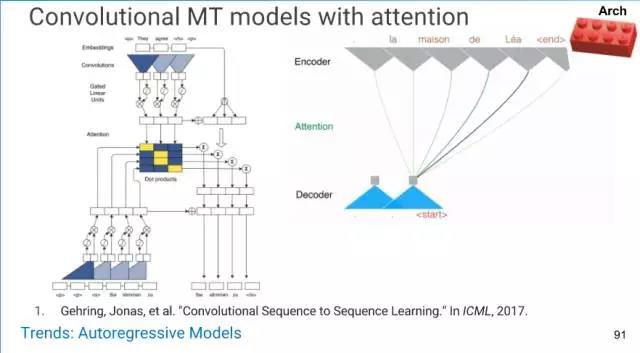 Convolutional MT models with attention
Arch
Embeddings
<p> They agree </s> <p>
Convolutions
Gated
Linear
Units
Attention
Dot products
<p> <p> <s> Sie stimmen zu
Sie stimmen zu </s>
. la maison de Léa <end>
Encoder
Attention
Decoder
. . <start>
1. Gehring, Jonas, et al. "Convolutional Sequence to Sequence Learning." In ICML, 2017.
Trends: Autoregressive Models
91